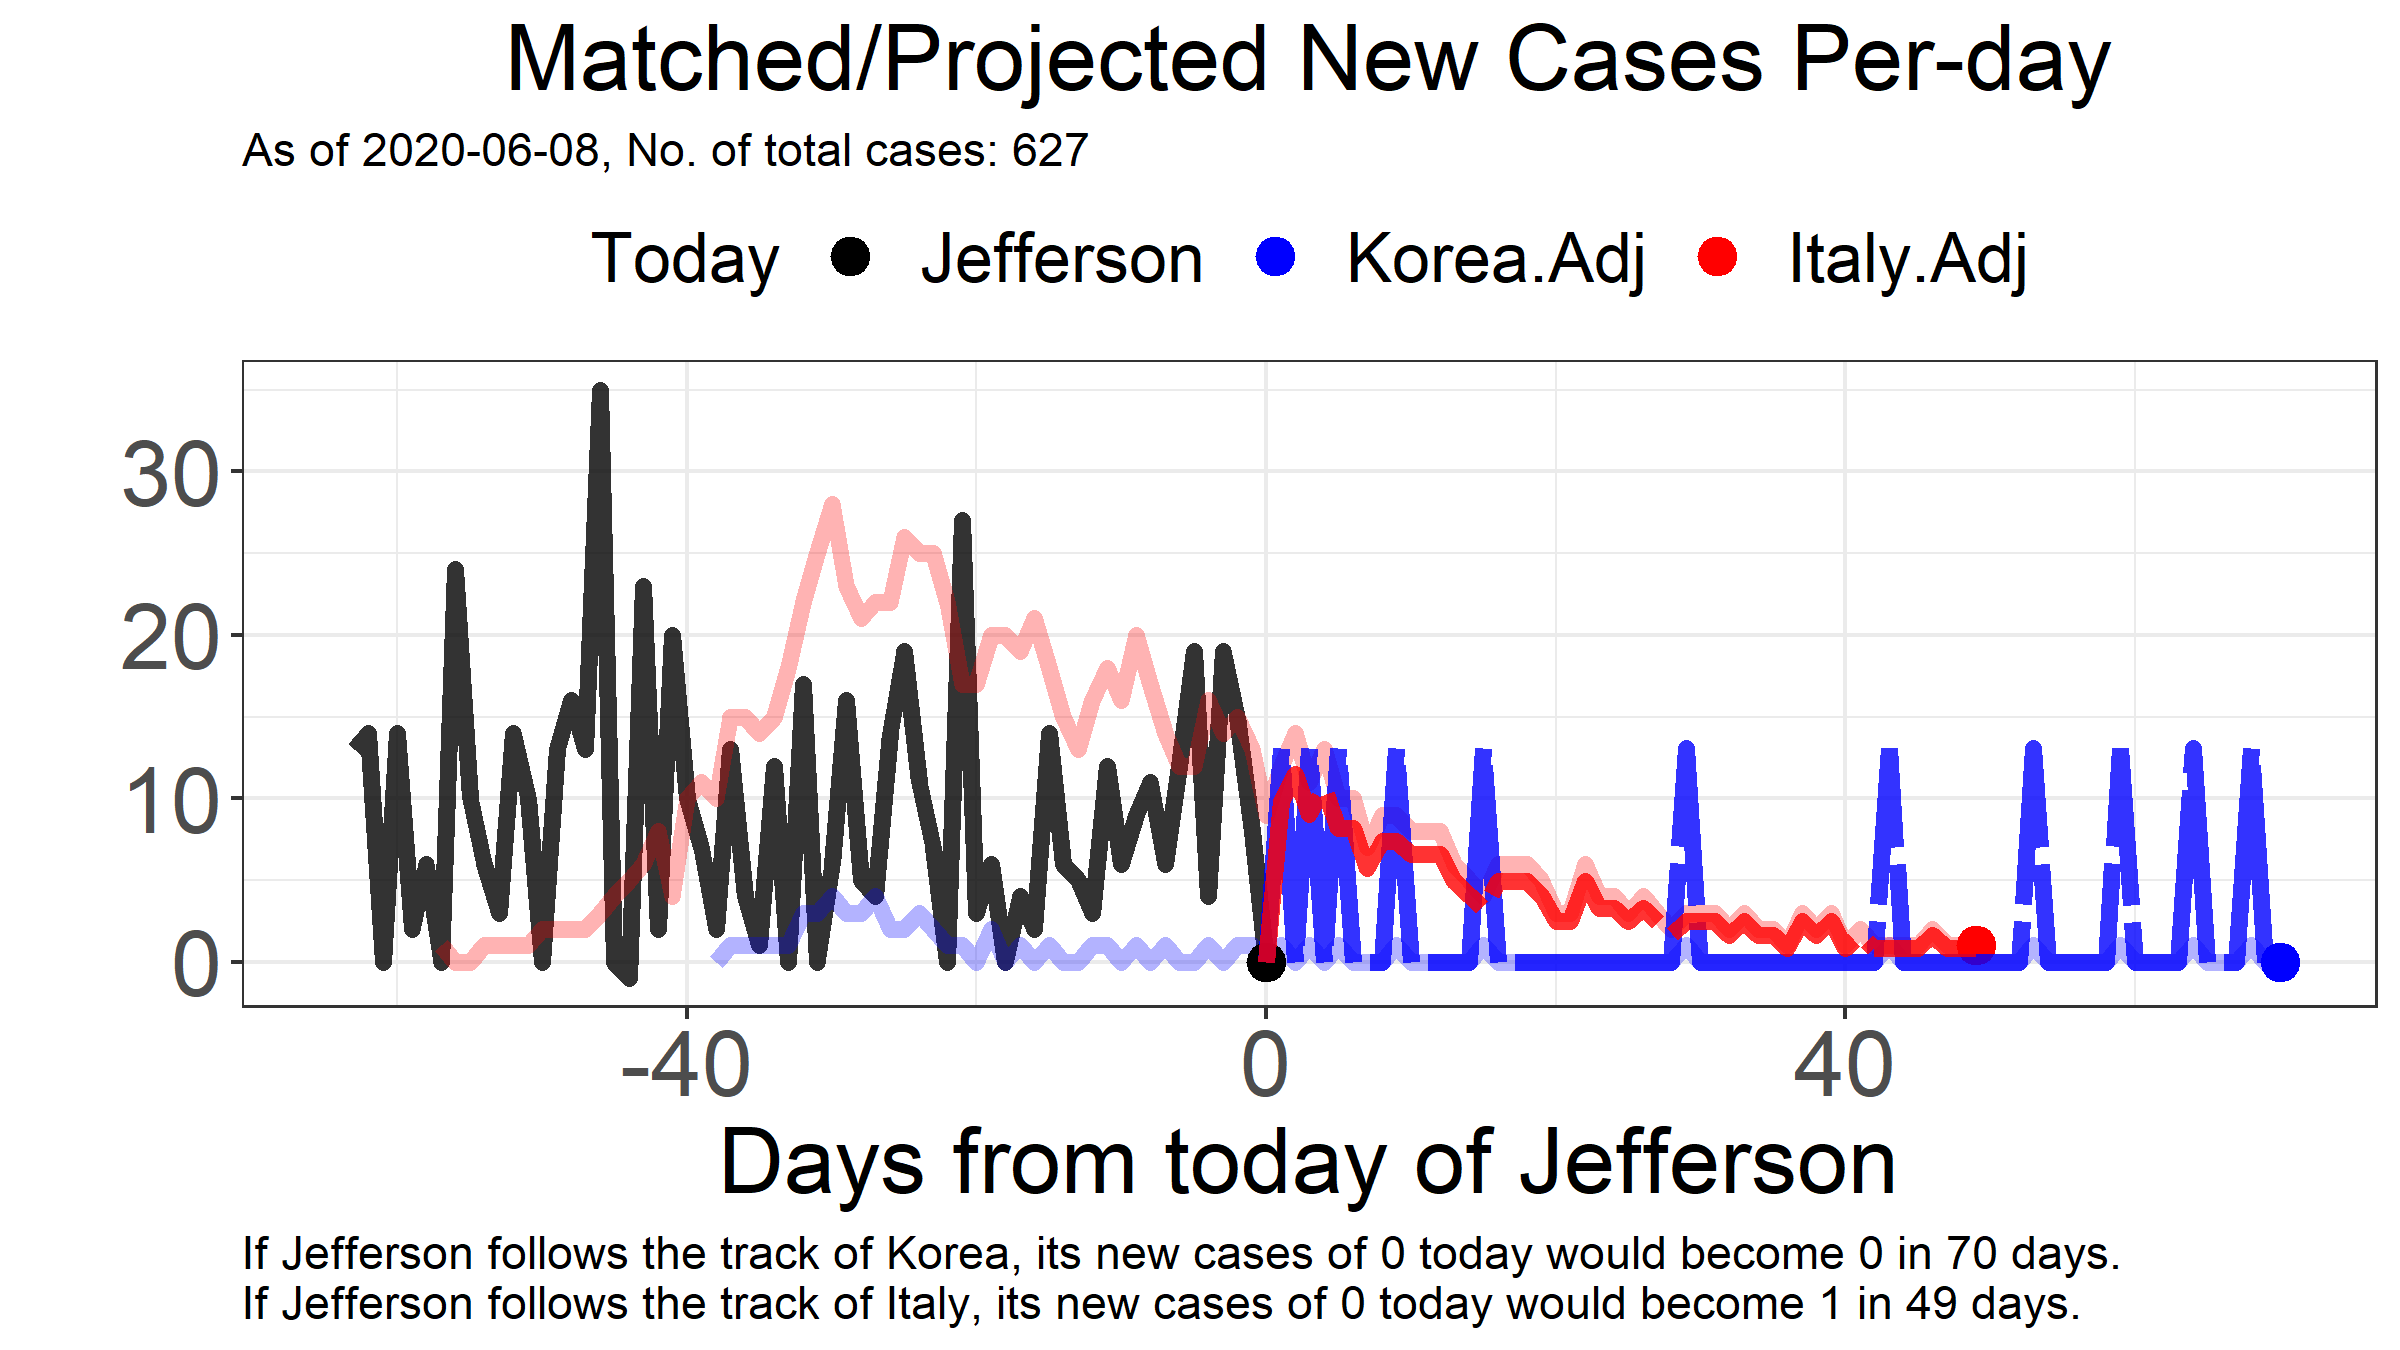 Matched/Projected New Cases Per-day
As of 2020-06-08, No. of total cases: 627
Today Jefferson Korea.Adj Italy.Adj
30
20
10
0
-40 0 40
Days from today of Jefferson
If Jefferson follows the track of Korea, its new cases of 0 today would become 0 in 70 days.
If Jefferson follows the track of Italy, its new cases of 0 today would become 1 in 49 days.